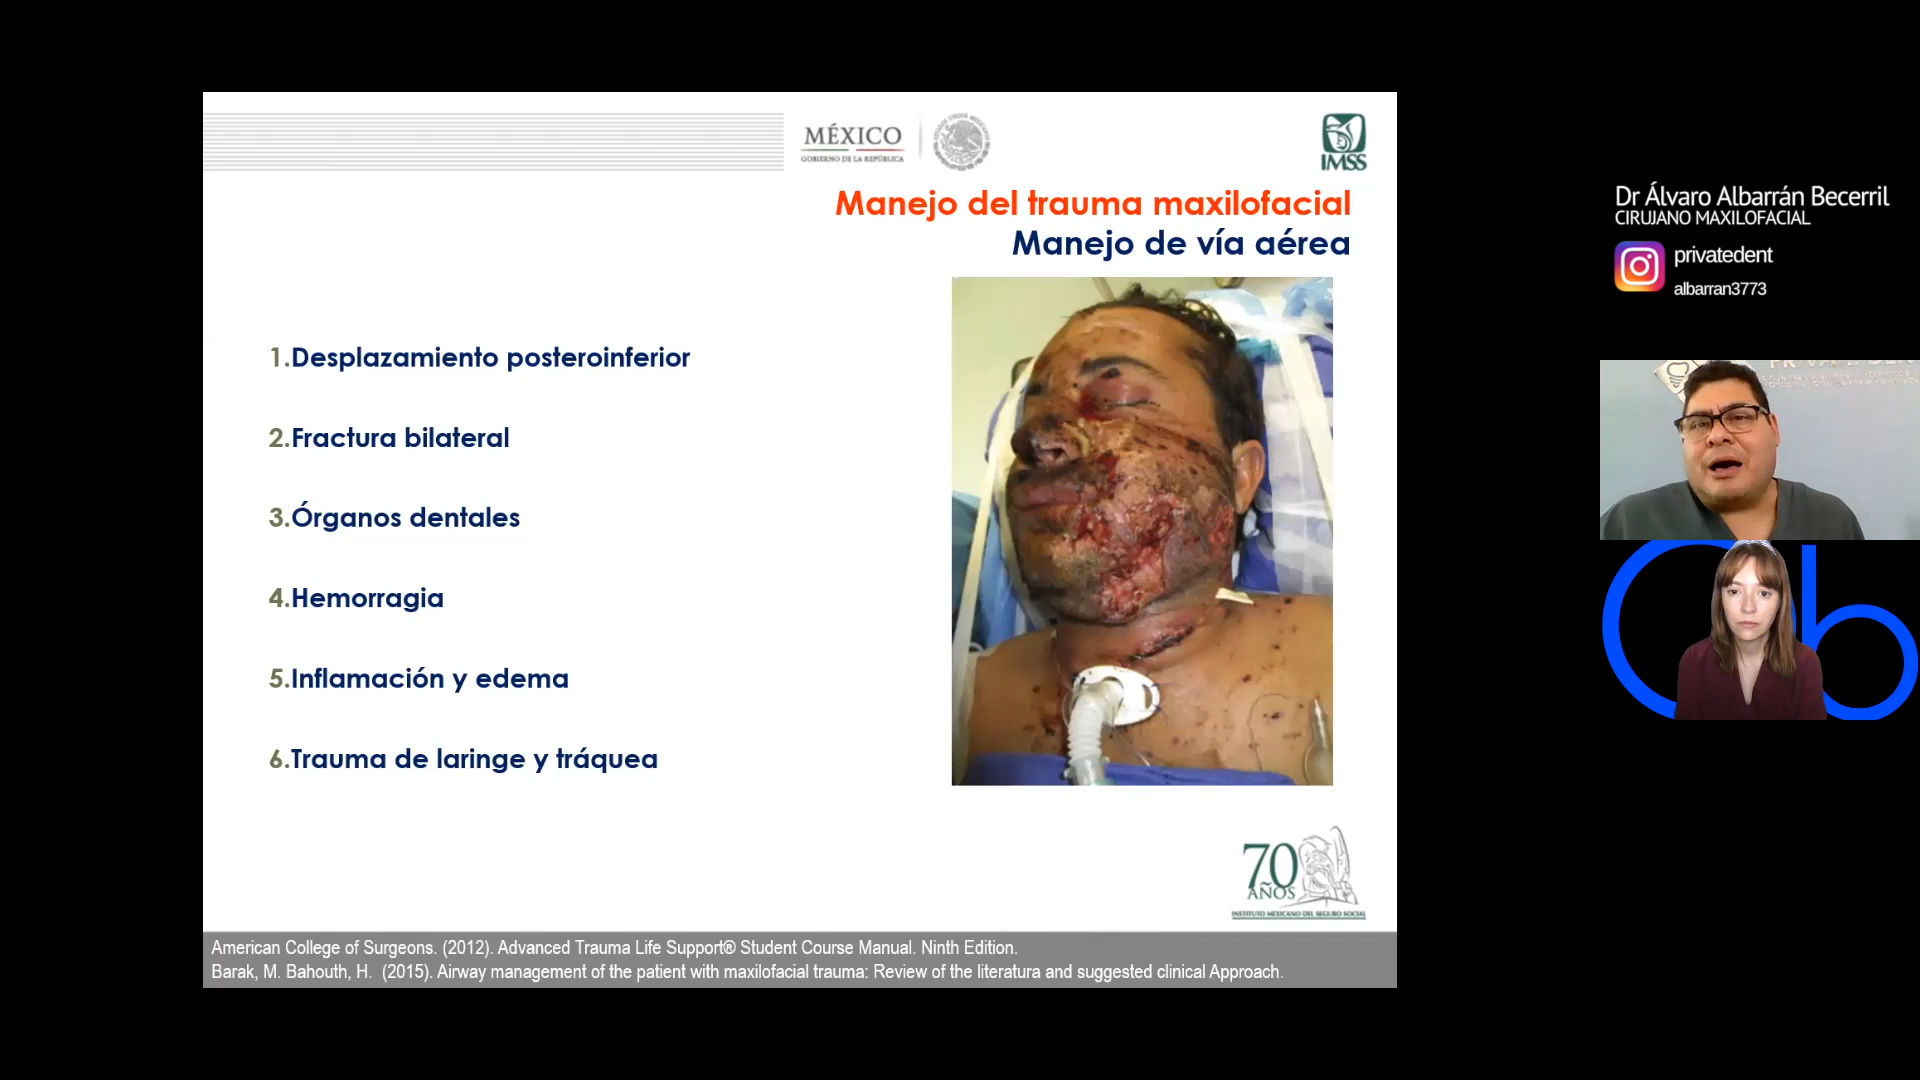 MÉXICO
GOBIERNO DE LA REPÚBLICA
IMSS
Manejo del trauma maxilofacial
Manejo de vía aérea
1.Desplazamiento posteroinferior
2.Fractura bilateral
3.Órganos dentales
4.Hemorragia
5.Inflamación y edema
6.Trauma de laringe y tráquea
70
AÑOS
INSTITUTO MEXICANO DEL SEGURO SOCIAL
American College of Surgeons. (2012). Advanced Trauma Life Support® Student Course Manual. Ninth Edition.
Barak, M. Bahouth, H. (2015). Airway management of the patient with maxilofacial trauma: Review of the literatura and suggested clinical Approach.
Dr Álvaro Albarrán Becerril
CIRUJANO MAXILOFACIAL
privatedent
albarran3773